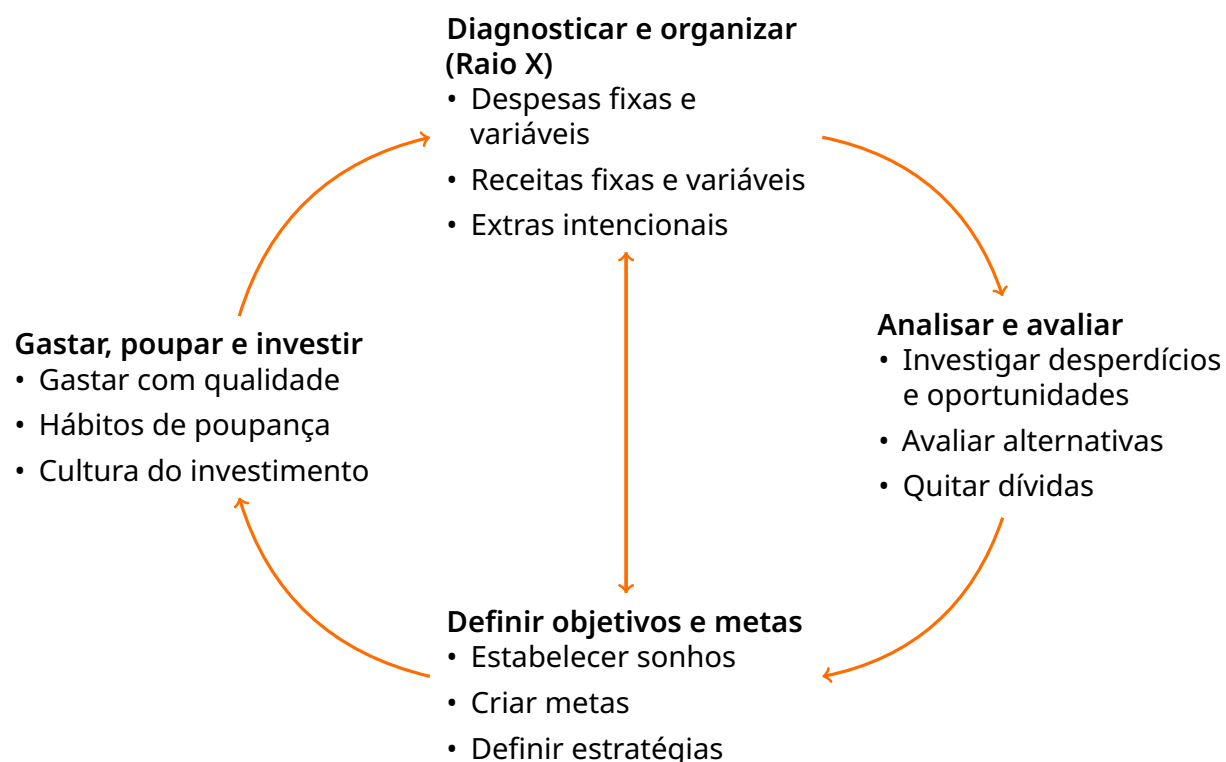 Diagnosticar e organizar
(Raio X)
• Despesas fixas e
variáveis
• Receitas fixas e variáveis
• Extras intencionais
Analisar e avaliar
• Investigar desperdícios
e oportunidades
• Avaliar alternativas
• Quitar dívidas
Definir objetivos e metas
• Estabelecer sonhos
• Criar metas
• Definir estratégias
Gastar, poupar e investir
• Gastar com qualidade
• Hábitos de poupança
• Cultura do investimento